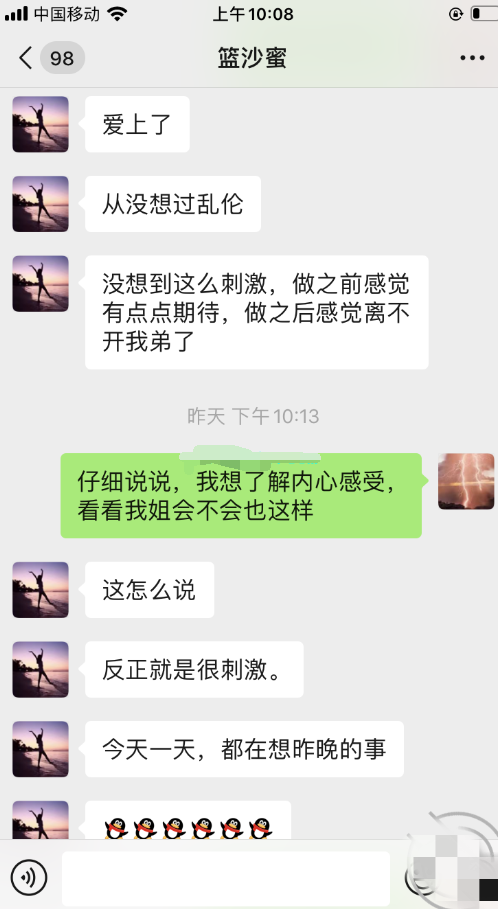 中国移动
上午10:08
98
篮沙蜜
爱上了
从没想过乱伦
没想到这么刺激，做之前感觉
有点点期待，做之后感觉离不
开我弟了
昨天 下午10:13
仔细说说，我想了解内心感受，
看看我姐会不会也这样
这怎么说
反正就是很刺激。
今天一天，都在想昨晚的事